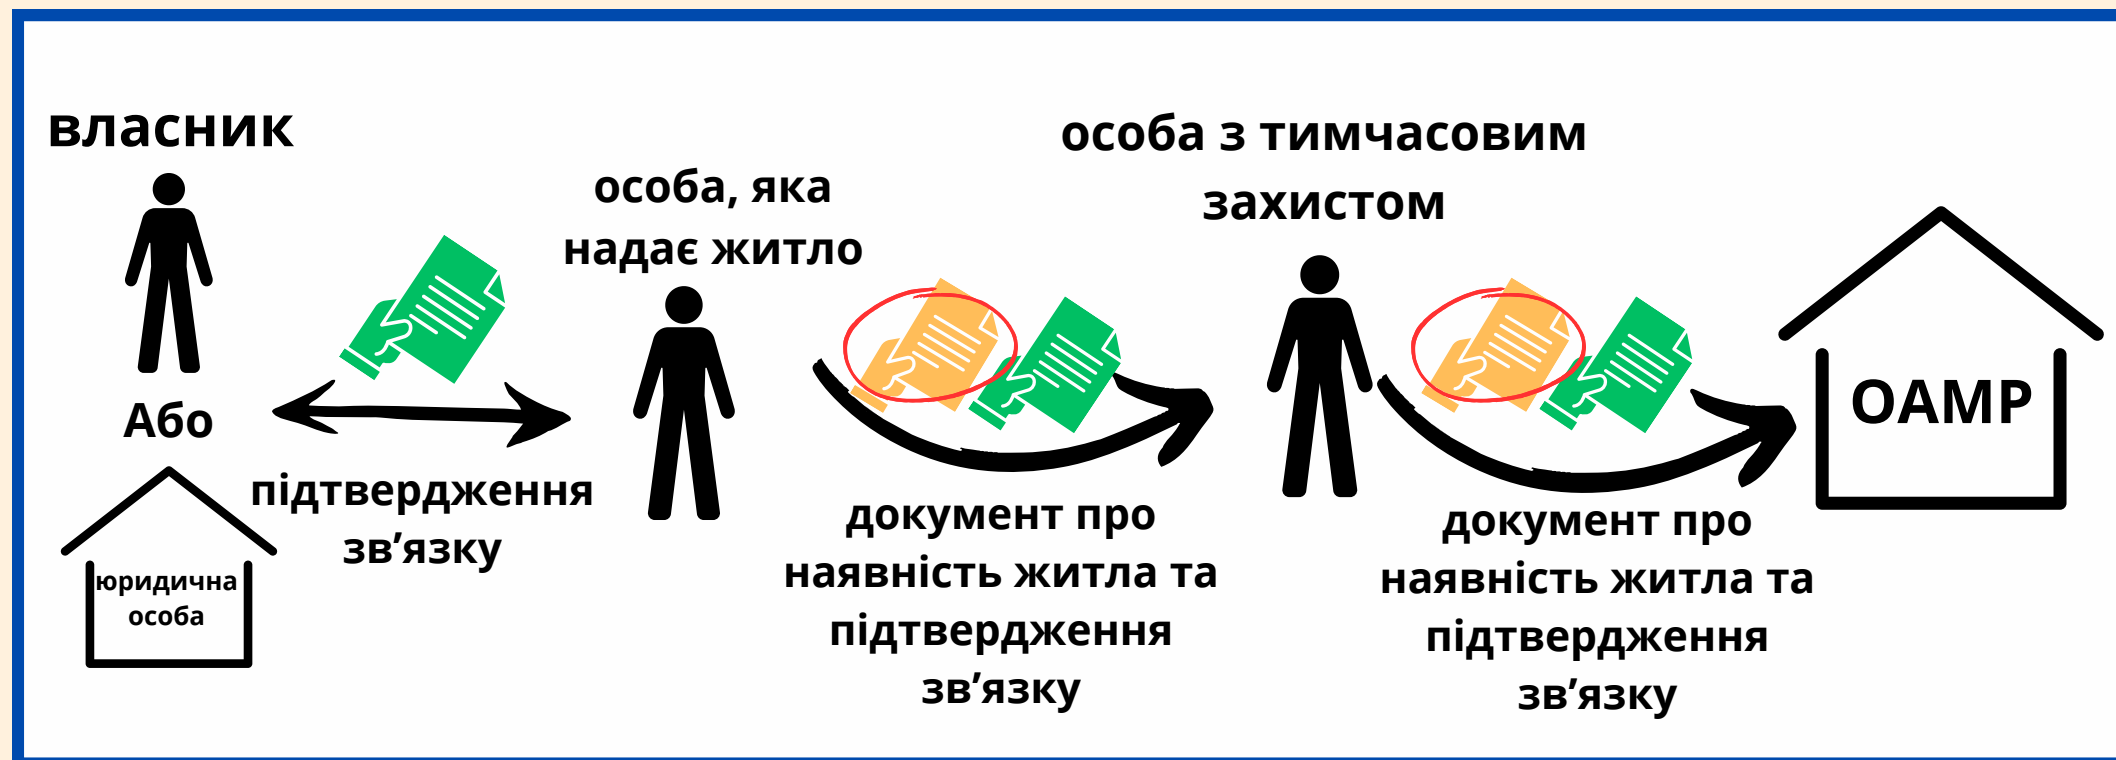 власник
Або
юридична
особа
підтвердження
зв’язку
особа, яка
надає житло
документ про
наявність житла та
підтвердження
зв’язку
особа з тимчасовим
захистом
документ про
наявність житла та
підтвердження
зв’язку
OAMP